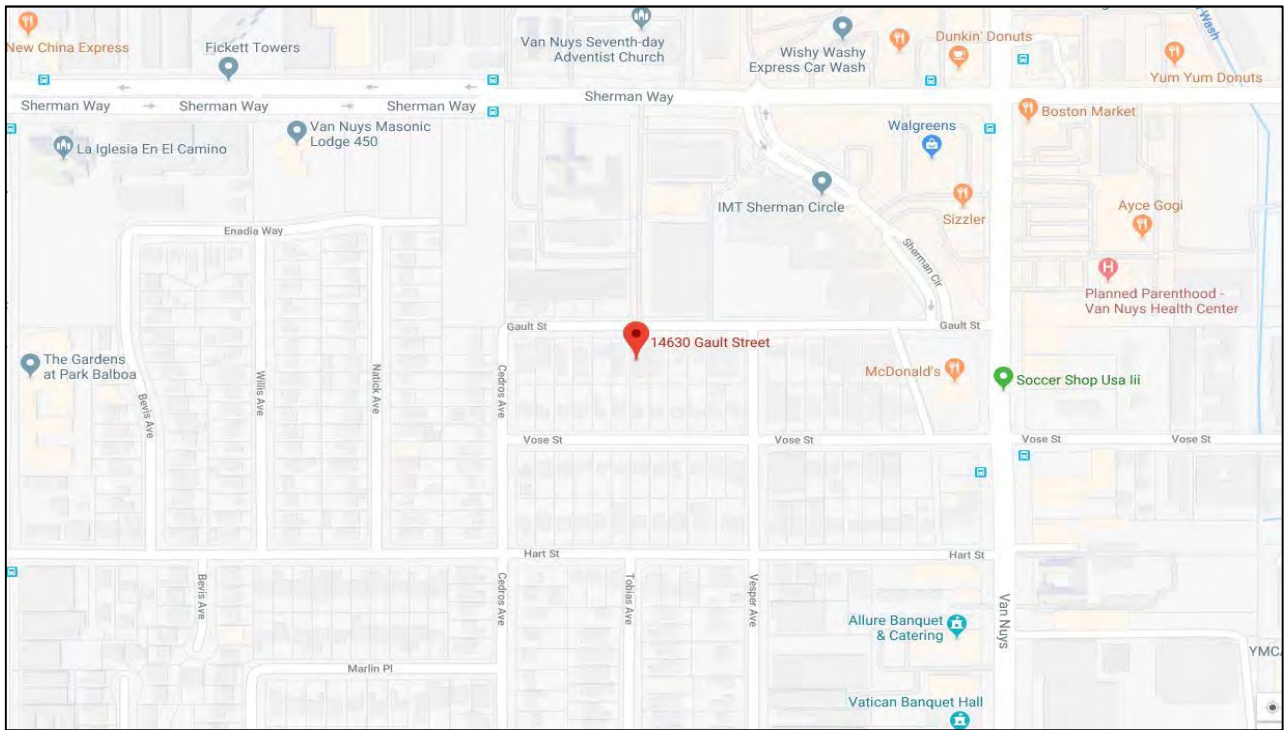 New China Express
Fickett Towers
Van Nuys Seventh-day
Adventist Church
Wishy Washy
Express Car Wash
Dunkin' Donuts
Wash
Yum Yum Donuts
Sherman Way
Sherman Way
Sherman Way
Sherman Way
Boston Market
La Iglesia En El Camino
Van Nuys Masonic
Lodge 450
Walgreens
IMT Sherman Circle
Sizzler
Ayce Gogi
Enadia Way
Sherman Cir
Planned Parenthood -
Van Nuys Health Center
Gault St
Gault St
14630 Gault Street
The Gardens
at Park Balboa
McDonald's
Soccer Shop Usa Iii
Bevis Ave
Willis Ave
Natick Ave
Cedros Ave
Vose St
Vose St
Vose St
Vose St
Hart St
Hart St
Bevis Ave
Cedros Ave
Tobias Ave
Vesper Ave
Van Nuys
Allure Banquet
& Catering
Marlin Pl
YMCA
Vatican Banquet Hall